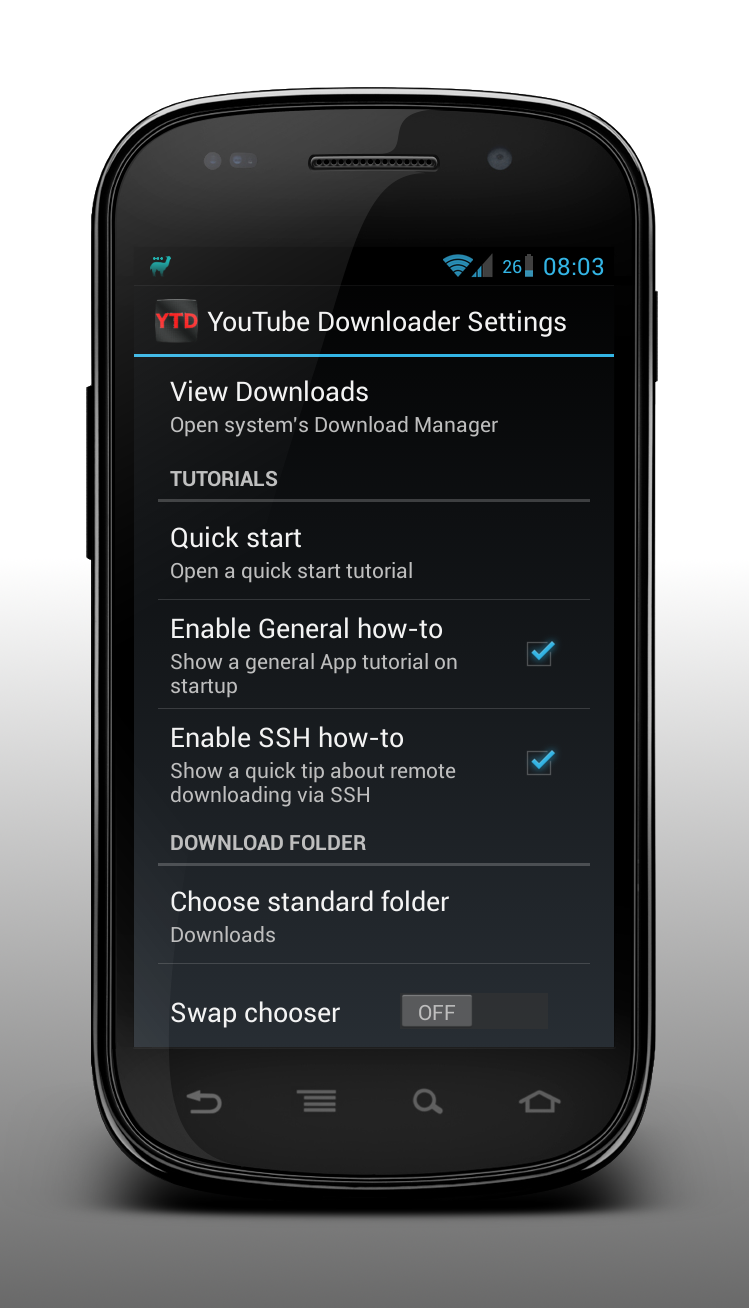 26 08:03
YTD YouTube Downloader Settings
View Downloads
Open system's Download Manager
TUTORIALS
Quick start
Open a quick start tutorial
Enable General how-to
Show a general App tutorial on
startup
Enable SSH how-to
Show a quick tip about remote
downloading via SSH
DOWNLOAD FOLDER
Choose standard folder
Downloads
Swap chooser OFF